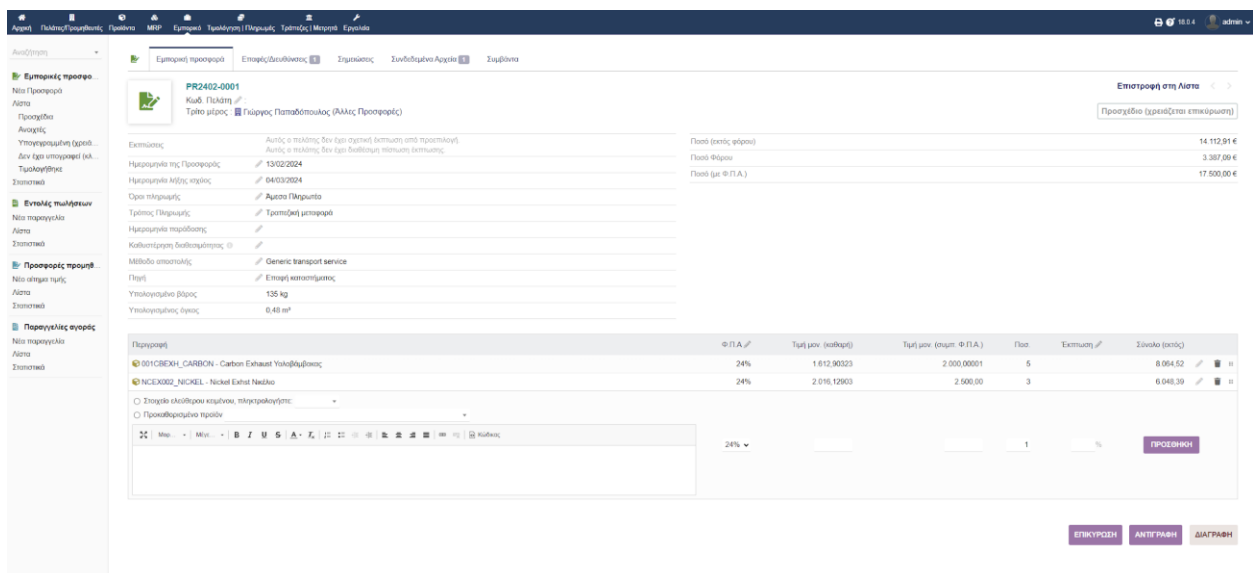 Αρχική Πελάτες/Προμηθευτές Προϊόντα MRP Εμπορικό Τιμολόγηση | Πληρωμές Τράπεζες | Μετρητά Εργαλεία 18.0.4 admin
Αναζήτηση
Εμπορικές προσφο...
Νέα Προσφορά
Λίστα
Προσχέδιο
Ανοιχτές
Υπογεγραμμένη (χρειά...
Δεν έχει υπογραφεί (κλ...
Τιμολογήθηκε
Στατιστικά
Εντολές πωλήσεων
Νέα παραγγελία
Λίστα
Στατιστικά
Προσφορές προμηθ...
Νέο αίτημα τιμής
Λίστα
Στατιστικά
Παραγγελίες αγοράς
Νέα παραγγελία
Λίστα
Στατιστικά
Εμπορική προσφορά Επαφές/Διευθύνσεις 1 Σημειώσεις Συνδεδεμένα Αρχεία 1 Συμβάντα
PR2402-0001
Κωδ. Πελάτη :
Τρίτο μέρος : Γιώργος Παπαδόπουλος (Άλλες Προσφορές)
Επιστροφή στη Λίστα
Προσχέδιο (χρειάζεται επικύρωση)
Εκπτώσεις Αυτός ο πελάτης δεν έχει σχετική έκπτωση από προεπιλογή.
Αυτός ο πελάτης δεν έχει διαθέσιμη πίστωση έκπτωσης.
Ημερομηνία της Προσφοράς 13/02/2024
Ημερομηνία λήξης ισχύος 04/03/2024
Όροι πληρωμής Άμεσα Πληρωτέο
Τρόπος Πληρωμής Τραπεζική μεταφορά
Ημερομηνία παράδοσης
Καθυστέρηση διαθεσιμότητας
Μέθοδο αποστολής Generic transport service
Πηγή Επαφή καταστήματος
Υπολογισμένο βάρος 135 kg
Υπολογισμένος όγκος 0,48 m³
Ποσό (εκτός φόρου) 14.112,91 €
Ποσό Φόρου 3.387,09 €
Ποσό (με Φ.Π.Α.) 17.500,00 €
Περιγραφή Φ.Π.Α. Τιμή μον. (καθαρή) Τιμή μον. (συμπ. Φ.Π.Α.) Ποσ. Έκπτωση Σύνολο (εκτός)
001CBEXH_CARBON - Carbon Exhaust Υαλοβάμβακας 24% 1.612,90323 2.000,00001 5 8.064,52
NCEX002_NICKEL - Nickel Exhst Νικέλιο 24% 2.016,12903 2.500,00 3 6.048,39
Στοιχείο ελεύθερου κειμένου, πληκτρολογήστε:
Προκαθορισμένο προϊόν
Μορ... Μέγε... B I U S A Tx Κώδικας
24% 1 % ΠΡΟΣΘΗΚΗ
ΕΠΙΚΥΡΩΣΗ ΑΝΤΙΓΡΑΦΗ ΔΙΑΓΡΑΦΗ